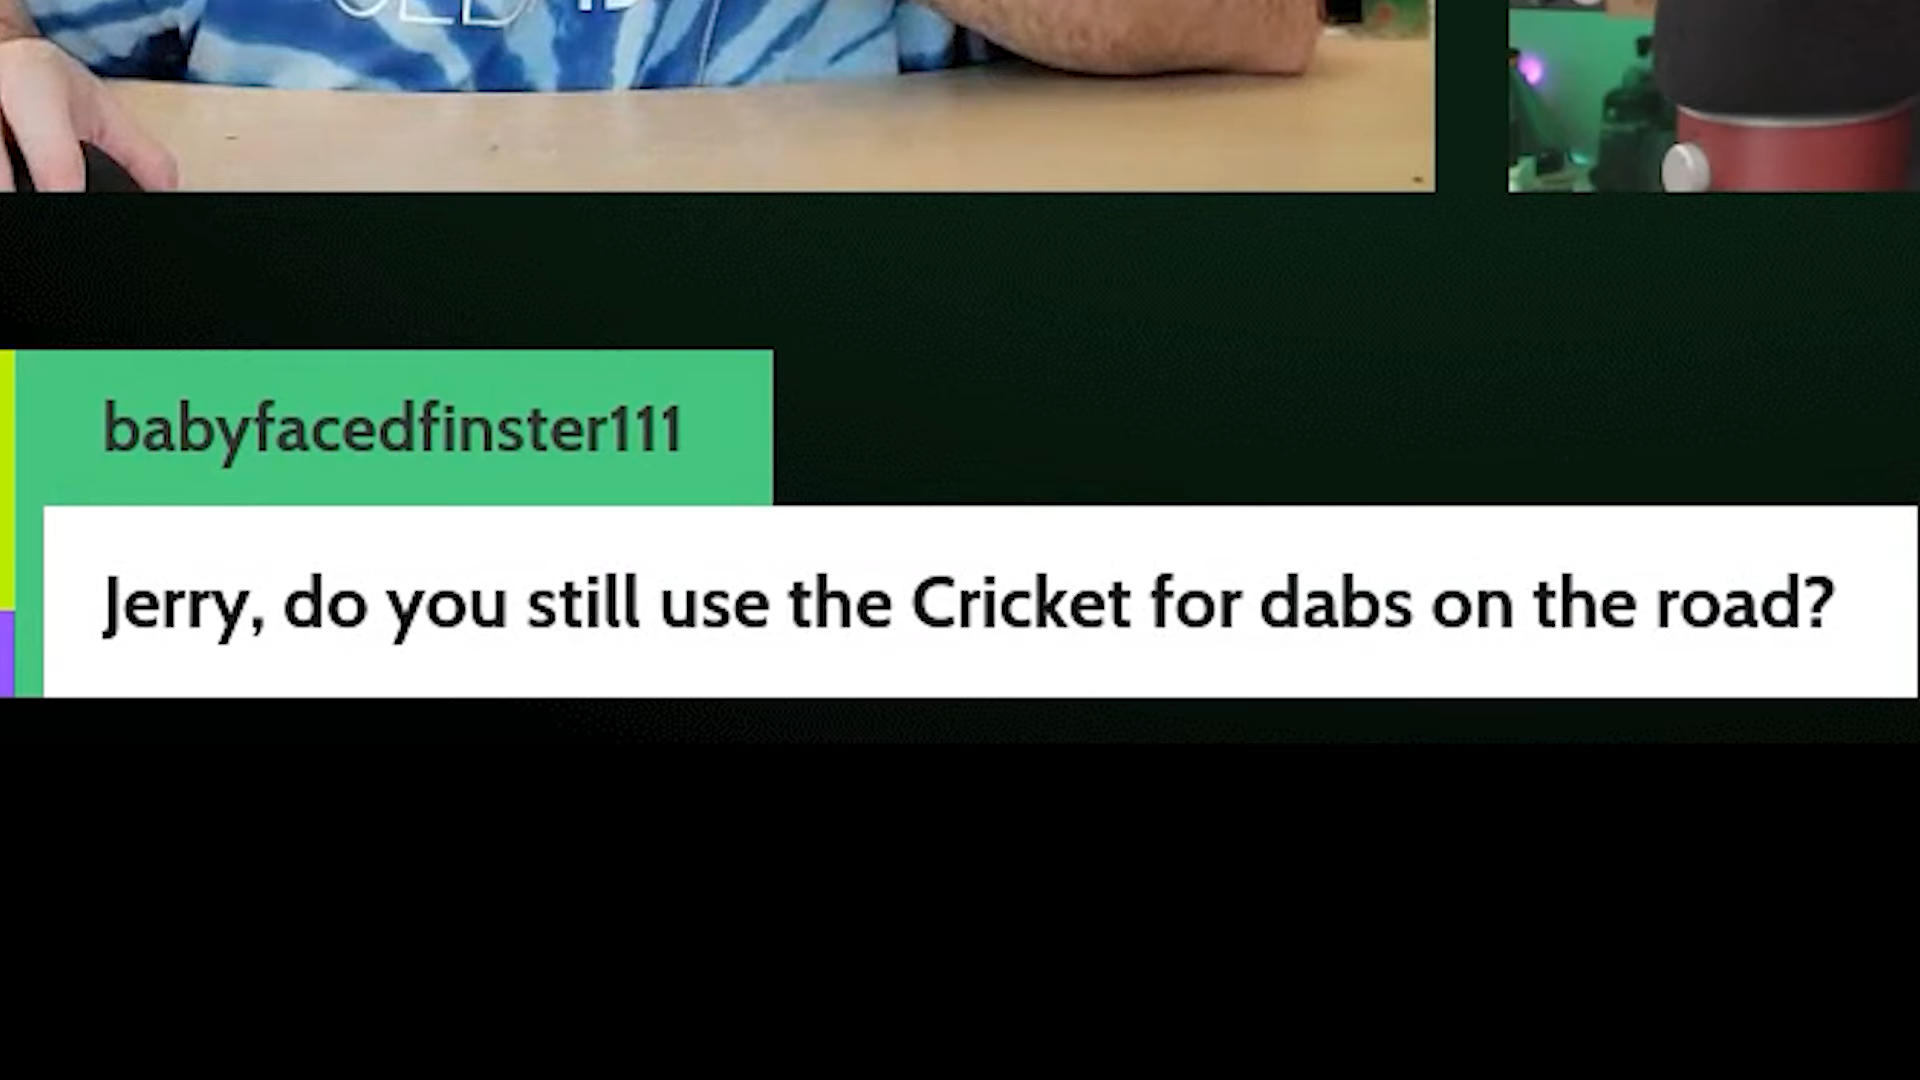 babyfacedfinster111
Jerry, do you still use the Cricket for dabs on the road?